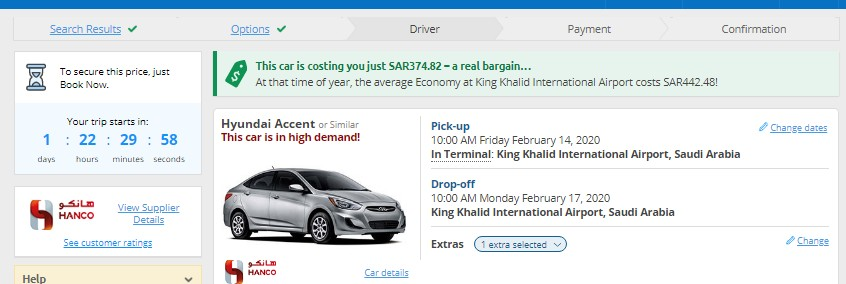 Search Results
Options
Driver
Payment
Confirmation
To secure this price, just
Book Now.
Your trip starts in:
1 : 22 : 29 : 58
days hours minutes seconds
هانكو
HANCO
View Supplier
Details
See customer ratings
Help
This car is costing you just SAR374.82 – a real bargain...
At that time of year, the average Economy at King Khalid International Airport costs SAR442.48!
Hyundai Accent or Similar
This car is in high demand!
هانكو
HANCO
Car details
Pick-up
Change dates
10:00 AM Friday February 14, 2020
In Terminal: King Khalid International Airport, Saudi Arabia
Drop-off
10:00 AM Monday February 17, 2020
King Khalid International Airport, Saudi Arabia
Extras 1 extra selected
Change